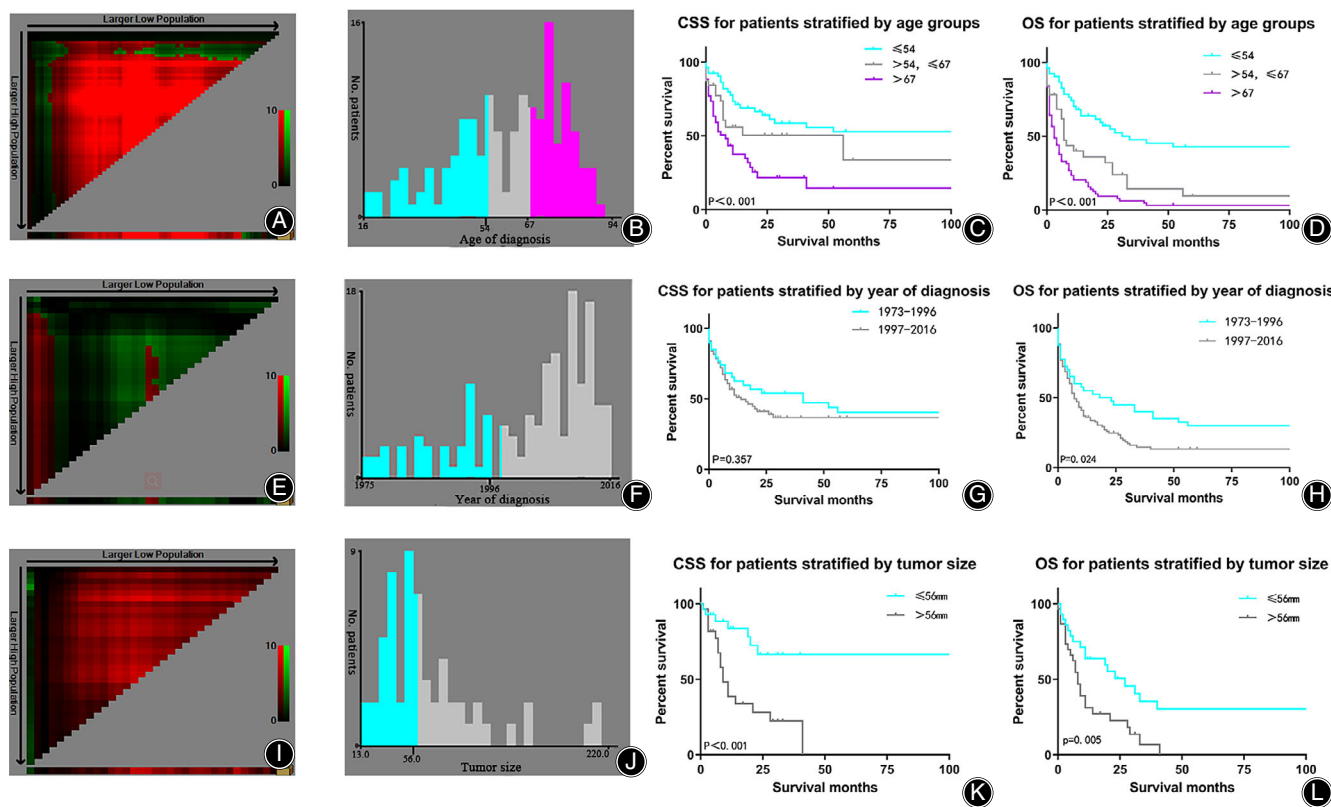 Larger Low Population
Larger High Population
10
0
A
16
No. patients
16
54
67
94
Age of diagnosis
B
CSS for patients stratified by age groups
≤54
>54, ≤67
>67
100
50
0
Percent survival
P<0.001
0
25
50
75
100
Survival months
C
OS for patients stratified by age groups
≤54
>54, ≤67
>67
100
50
0
Percent survival
P<0.001
0
25
50
75
100
Survival months
D
Larger Low Population
Larger High Population
10
0
E
18
No. patients
1975
1996
2016
Year of diagnosis
F
CSS for patients stratified by year of diagnosis
1973-1996
1997-2016
100
50
0
Percent survival
P=0.357
0
25
50
75
100
Survival months
G
OS for patients stratified by year of diagnosis
1973-1996
1997-2016
100
50
0
Percent survival
P=0.024
0
25
50
75
100
Survival months
H
Larger Low Population
Larger High Population
10
0
I
9
No. patients
13.0
56.0
220.0
Tumor size
J
CSS for patients stratified by tumor size
≤56mm
>56mm
100
50
0
Percent survival
P<0.001
0
25
50
75
100
Survival months
K
OS for patients stratified by tumor size
≤56mm
>56mm
100
50
0
Percent survival
p=0.005
0
25
50
75
100
Survival months
L